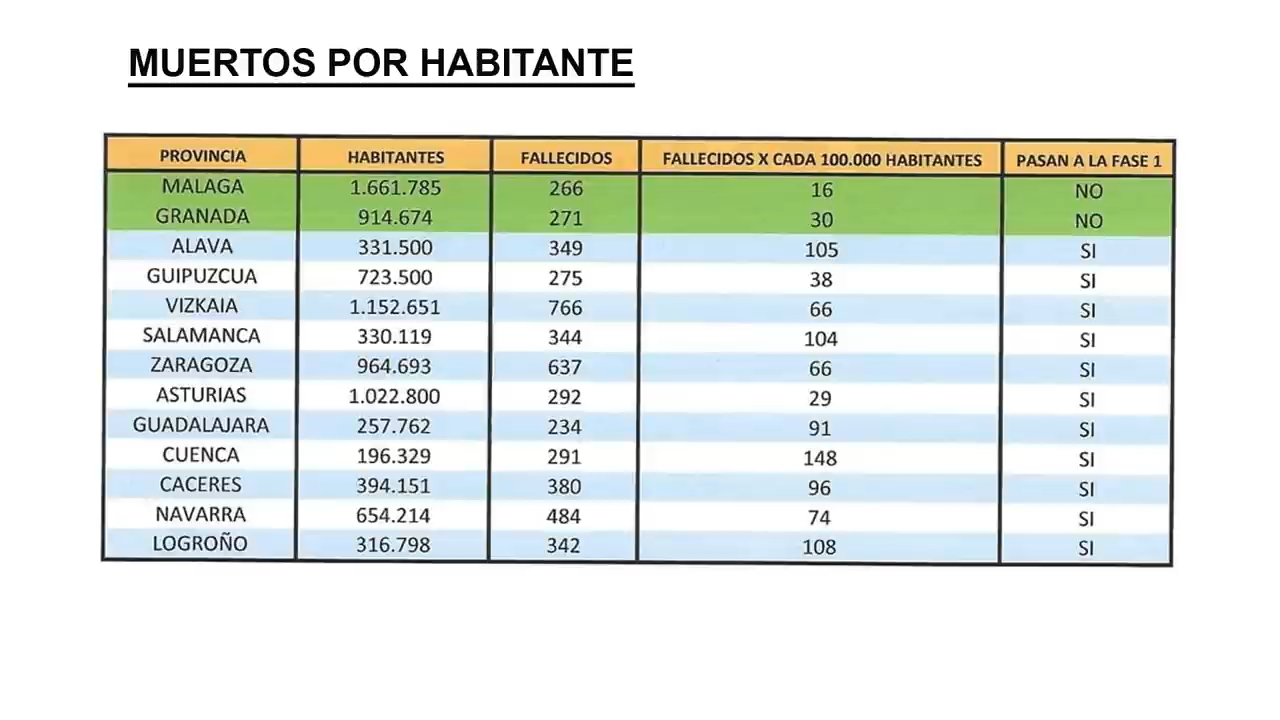 MUERTOS POR HABITANTE
PROVINCIA HABITANTES FALLECIDOS FALLECIDOS X CADA 100.000 HABITANTES PASAN A LA FASE 1
MALAGA 1.661.785 266 16 NO
GRANADA 914.674 271 30 NO
ALAVA 331.500 349 105 SI
GUIPUZCUA 723.500 275 38 SI
VIZKAIA 1.152.651 766 66 SI
SALAMANCA 330.119 344 104 SI
ZARAGOZA 964.693 637 66 SI
ASTURIAS 1.022.800 292 29 SI
GUADALAJARA 257.762 234 91 SI
CUENCA 196.329 291 148 SI
CACERES 394.151 380 96 SI
NAVARRA 654.214 484 74 SI
LOGROÑO 316.798 342 108 SI